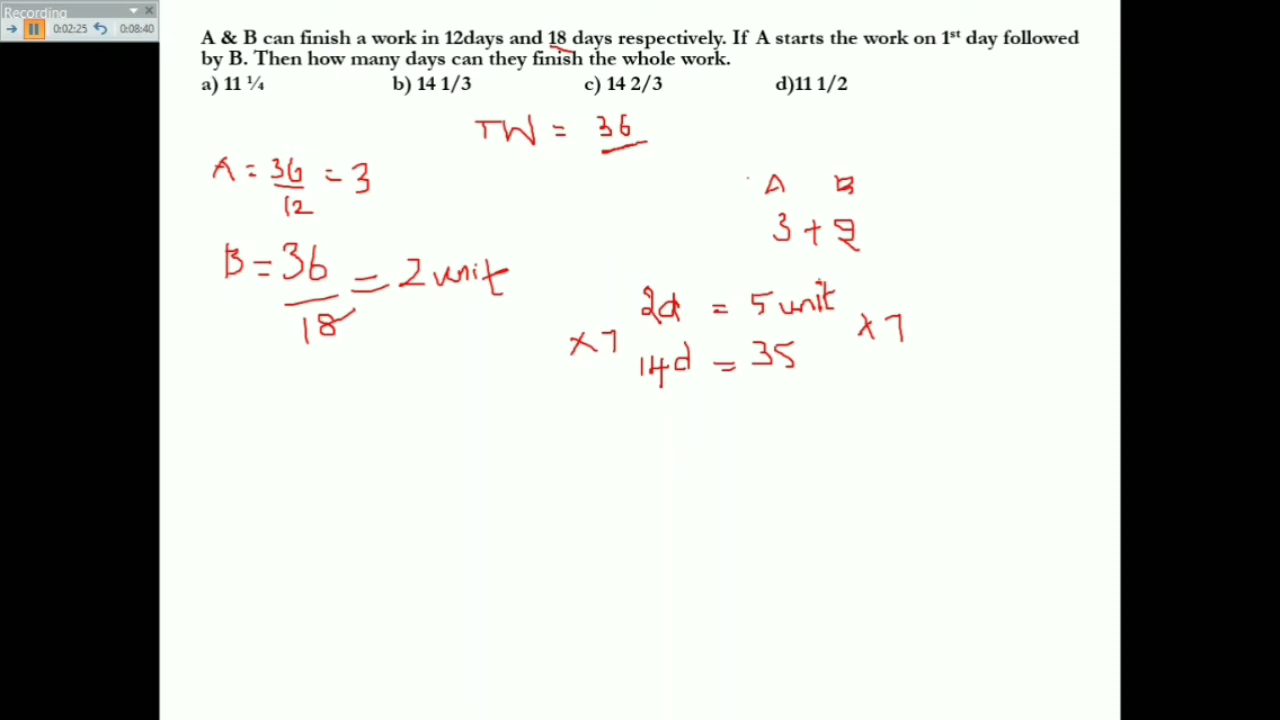 Recording
0:02:25 0:08:40
A & B can finish a work in 12days and 18 days respectively. If A starts the work on 1st day followed
by B. Then how many days can they finish the whole work.
a) 11 ¼ b) 14 1/3 c) 14 2/3 d)11 1/2
TW = 36
A = 36/12 = 3
A B
3 + 2
B = 36/18 = 2 unit
2d = 5 unit
×7 ×7
14d = 35